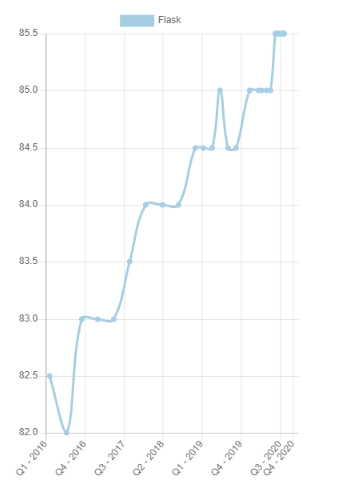 Flask
85.5
85.0
84.5
84.0
83.5
83.0
82.5
82.0
Q1 - 2016
Q4 - 2016
Q3 - 2017
Q2 - 2018
Q1 - 2019
Q4 - 2019
Q3 - 2020
Q4 - 2020